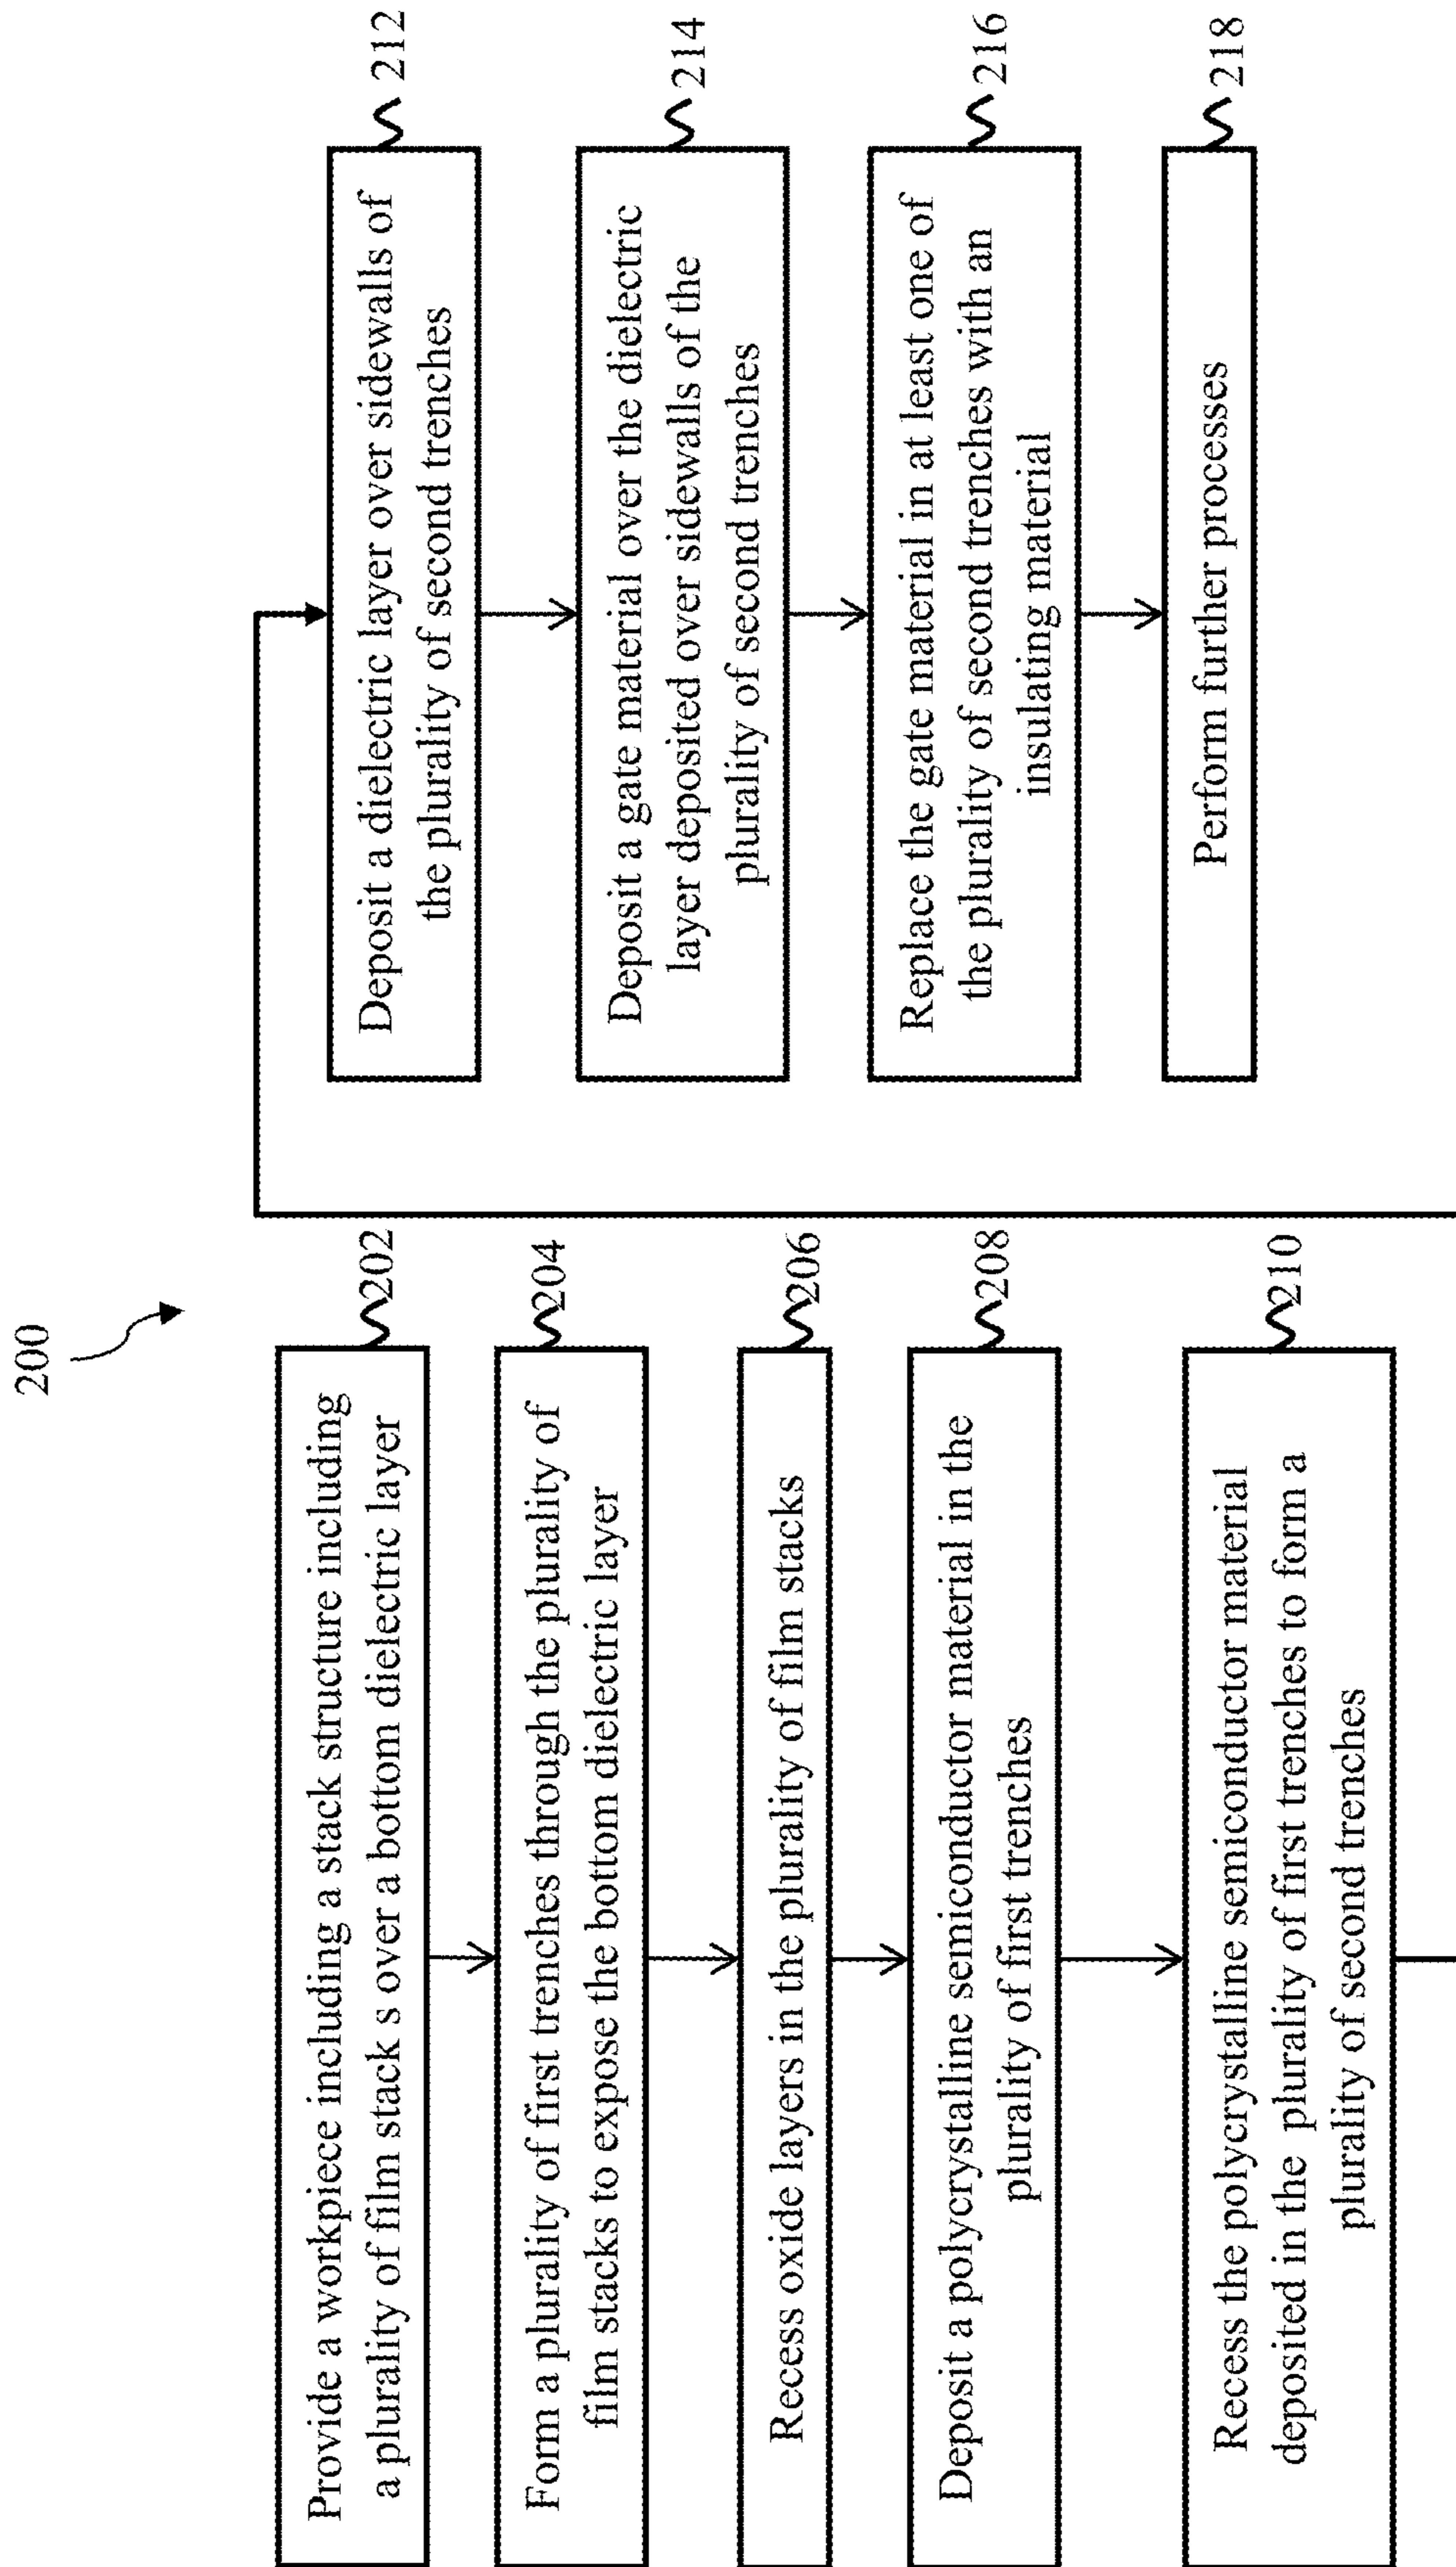 200
Provide a workpiece including a stack structure including
a plurality of film stack s over a bottom dielectric layer
202
Form a plurality of first trenches through the plurality of
film stacks to expose the bottom dielectric layer
204
Recess oxide layers in the plurality of film stacks
206
Deposit a polycrystalline semiconductor material in the
plurality of first trenches
208
Recess the polycrystalline semiconductor material
deposited in the plurality of first trenches to form a
plurality of second trenches
210
Deposit a dielectric layer over sidewalls of
the plurality of second trenches
212
Deposit a gate material over the dielectric
layer deposited over sidewalls of the
plurality of second trenches
214
Replace the gate material in at least one of
the plurality of second trenches with an
insulating material
216
Perform further processes
218